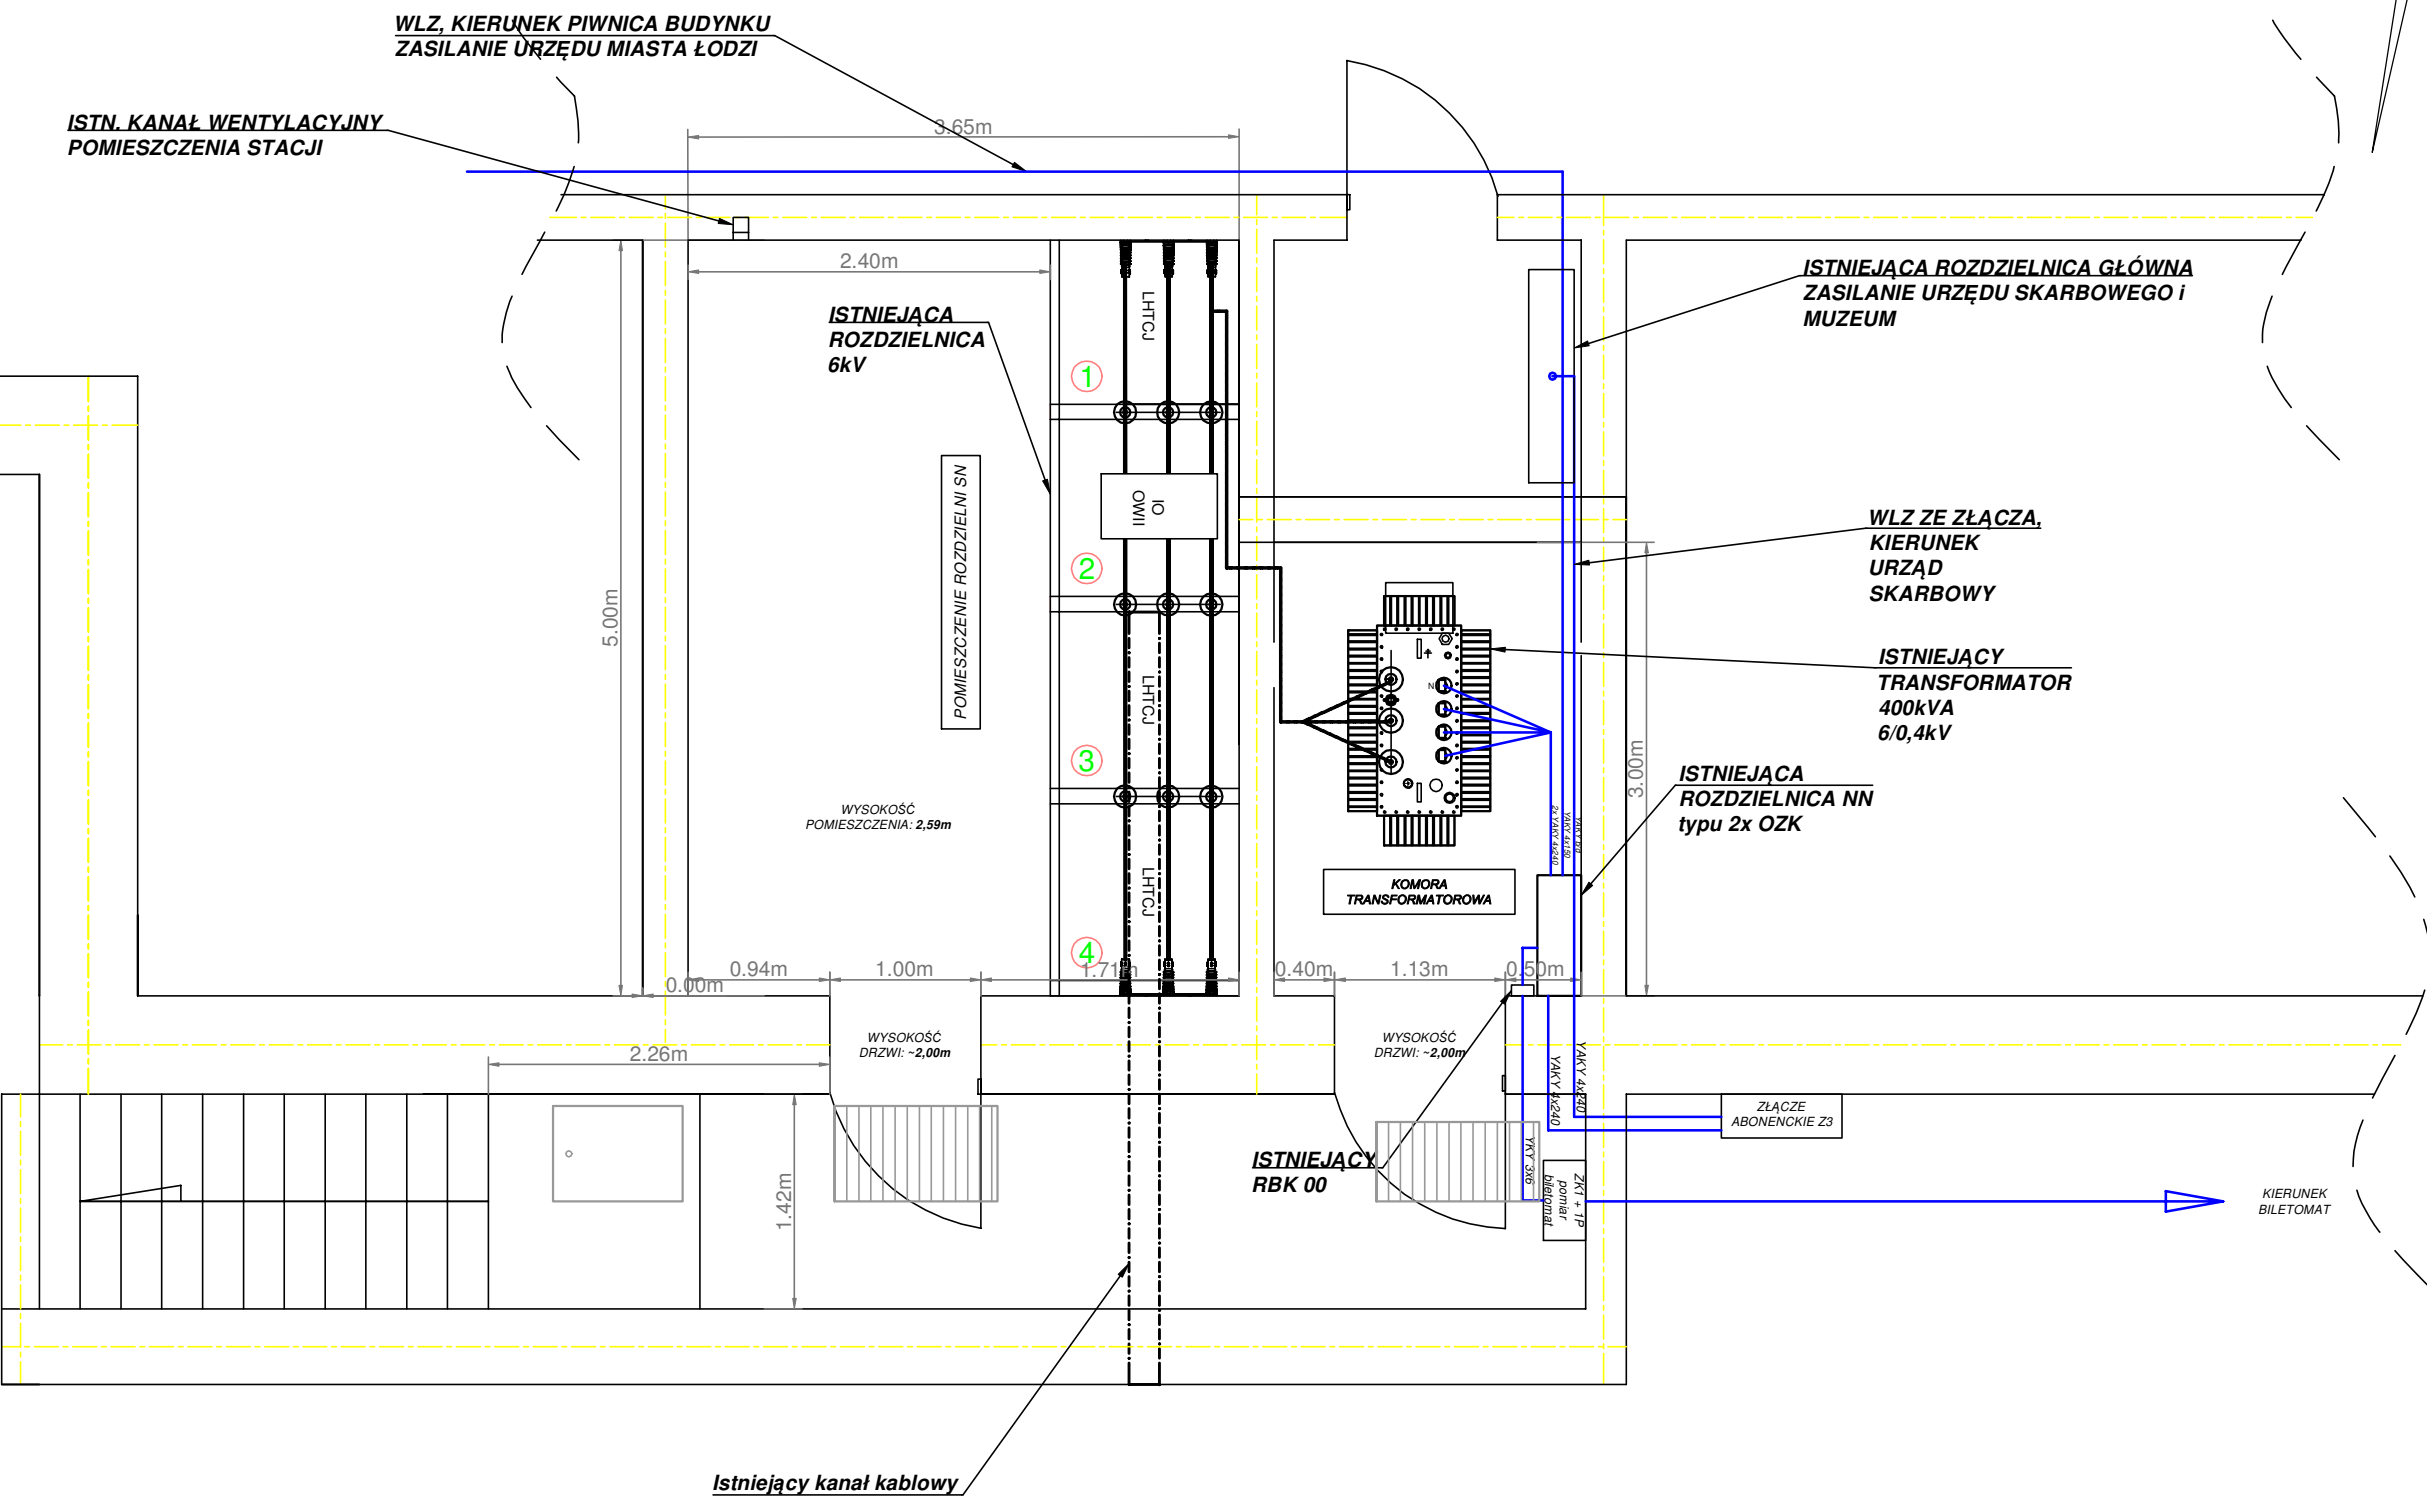 WLZ, KIERUNEK PIWNICA BUDYNKU
ZASILANIE URZĘDU MIASTA ŁODZI
ISTN. KANAŁ WENTYLACYJNY
POMIESZCZENIA STACJI
3.65m
2.40m
ISTNIEJĄCA
ROZDZIELNICA
6kV
LHTCJ
1
IO
OWII
2
POMIESZCZENIE ROZDZIELNI SN
5.00m
LHTCJ
3
WYSOKOŚĆ
POMIESZCZENIA: 2,59m
LHTCJ
4
ISTNIEJĄCA ROZDZIELNICA GŁÓWNA
ZASILANIE URZĘDU SKARBOWEGO i
MUZEUM
WLZ ZE ZŁĄCZA,
KIERUNEK
URZĄD
SKARBOWY
ISTNIEJĄCY
TRANSFORMATOR
400kVA
6/0,4kV
N
3.00m
ISTNIEJĄCA
ROZDZIELNICA NN
typu 2x OZK
2x YAKY 4x240
YAKY 4x150
KOMORA
TRANSFORMATOROWA
0.94m
1.00m
1.71m
0.40m
1.13m
0.50m
0.00m
2.26m
WYSOKOŚĆ
DRZWI: ~2,00m
WYSOKOŚĆ
DRZWI: ~2,00m
YAKY 4x240
YAKY 4x240
ZŁĄCZE
ABONENCKIE Z3
1.42m
ISTNIEJĄCY
RBK 00
YKY 3x6
ZK1 + 1P
pomiar
biletomat
KIERUNEK
BILETOMAT
Istniejący kanał kablowy